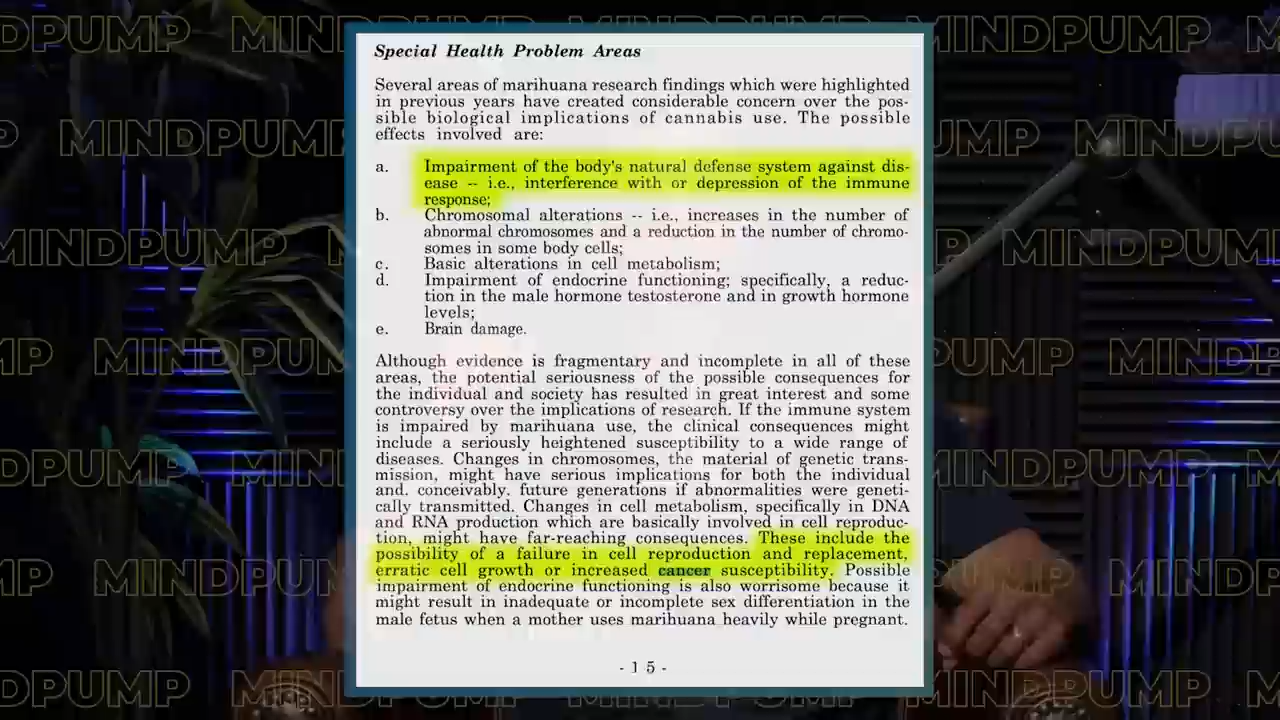 MINDPUMP
Special Health Problem Areas
Several areas of marihuana research findings which were highlighted
in previous years have created considerable concern over the pos-
sible biological implications of cannabis use. The possible
effects involved are:
a. Impairment of the body's natural defense system against dis-
ease -- i.e., interference with or depression of the immune
response;
b. Chromosomal alterations -- i.e., increases in the number of
abnormal chromosomes and a reduction in the number of chromo-
somes in some body cells;
c. Basic alterations in cell metabolism;
d. Impairment of endocrine functioning; specifically, a reduc-
tion in the male hormone testosterone and in growth hormone
levels;
e. Brain damage.
Although evidence is fragmentary and incomplete in all of these
areas, the potential seriousness of the possible consequences for
the individual and society has resulted in great interest and some
controversy over the implications of research. If the immune system
is impaired by marihuana use, the clinical consequences might
include a seriously heightened susceptibility to a wide range of
diseases. Changes in chromosomes, the material of genetic trans-
mission, might have serious implications for both the individual
and. conceivably. future generations if abnormalities were geneti-
cally transmitted. Changes in cell metabolism, specifically in DNA
and RNA production which are basically involved in cell reproduc-
tion, might have far-reaching consequences. These include the
possibility of a failure in cell reproduction and replacement,
erratic cell growth or increased cancer susceptibility. Possible
impairment of endocrine functioning is also worrisome because it
might result in inadequate or incomplete sex differentiation in the
male fetus when a mother uses marihuana heavily while pregnant.
- 1 5 -